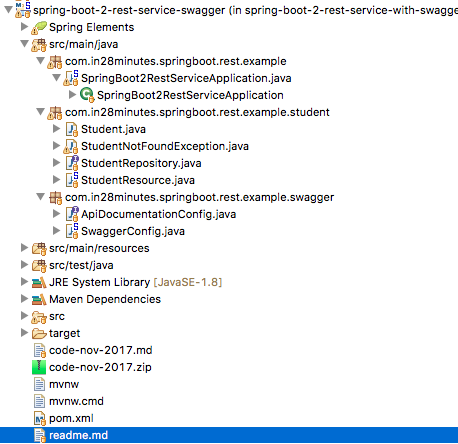 spring-boot-2-rest-service-swagger (in spring-boot-2-rest-service-with-swagge
Spring Elements
src/main/java
com.in28minutes.springboot.rest.example
SpringBoot2RestServiceApplication.java
SpringBoot2RestServiceApplication
com.in28minutes.springboot.rest.example.student
Student.java
StudentNotFoundException.java
StudentRepository.java
StudentResource.java
com.in28minutes.springboot.rest.example.swagger
ApiDocumentationConfig.java
SwaggerConfig.java
src/main/resources
src/test/java
JRE System Library [JavaSE-1.8]
Maven Dependencies
src
target
code-nov-2017.md
code-nov-2017.zip
mvnw
mvnw.cmd
pom.xml
readme.md